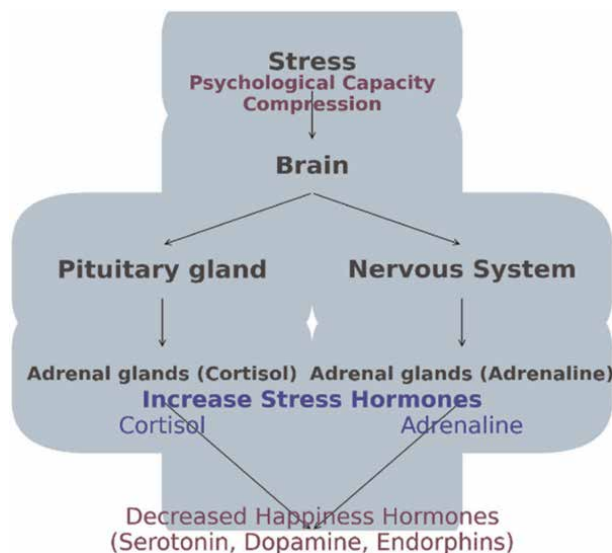 Stress
Psychological Capacity
Compression
Brain
Pituitary gland
Nervous System
Adrenal glands (Cortisol)
Adrenal glands (Adrenaline)
Increase Stress Hormones
Cortisol
Adrenaline
Decreased Happiness Hormones
(Serotonin, Dopamine, Endorphins)